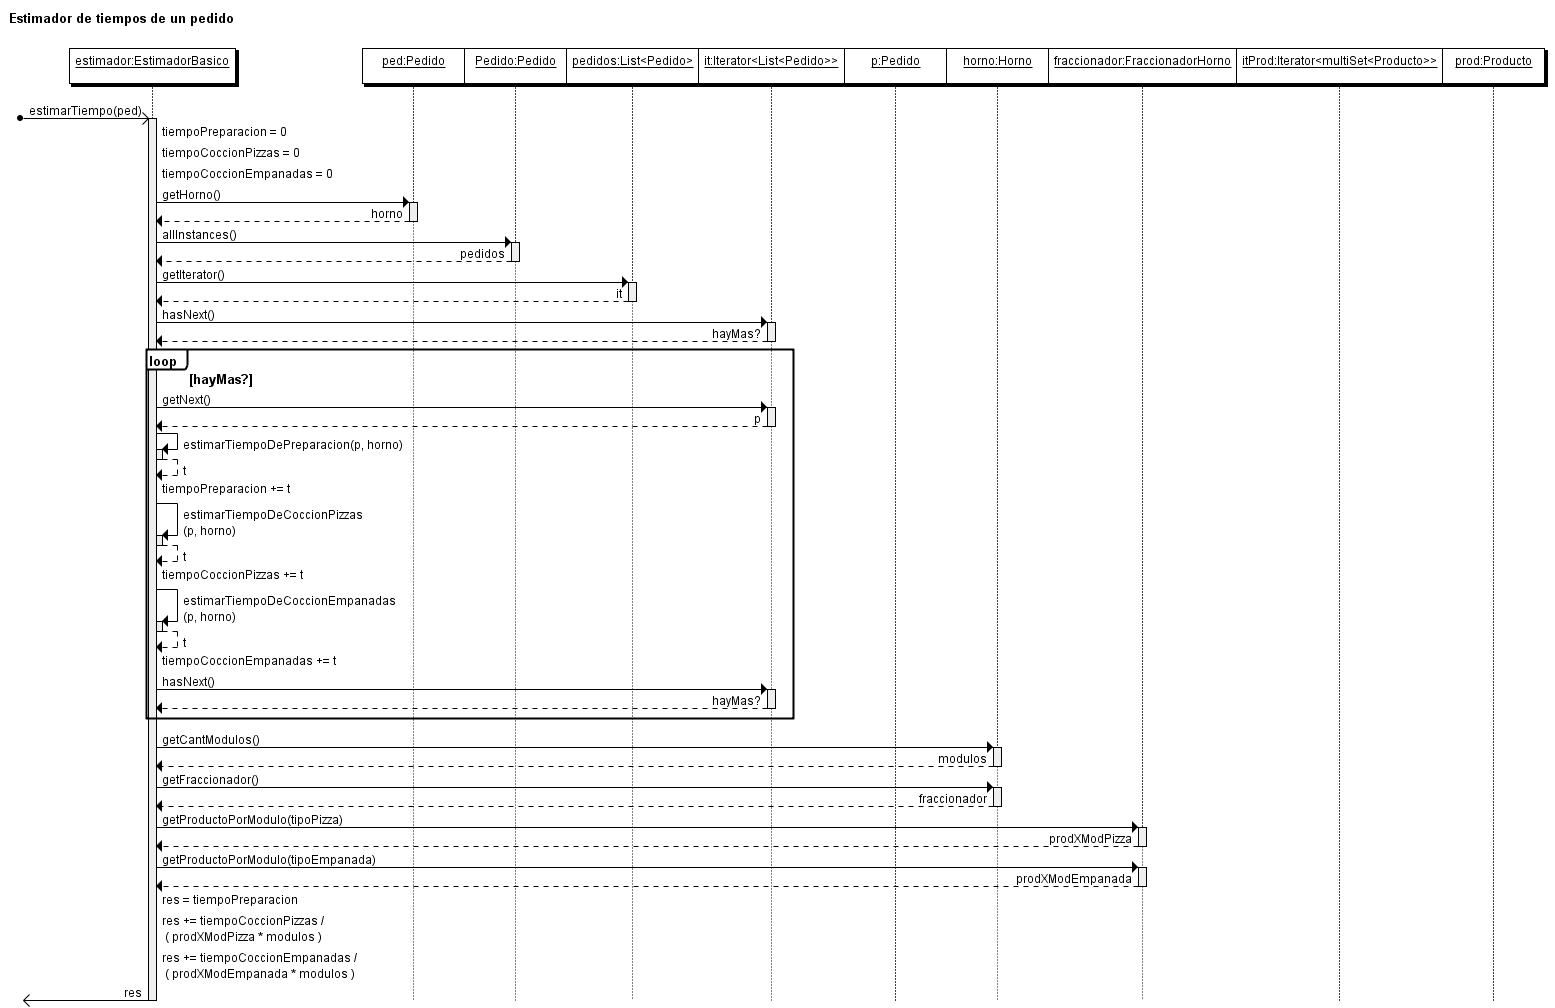 Estimador de tiempos de un pedido
estimador:EstimadorBasico
ped:Pedido
Pedido:Pedido
pedidos:List<Pedido>
it:Iterator<List<Pedido>>
p:Pedido
horno:Horno
fraccionador:FraccionadorHorno
itProd:Iterator<multiSet<Producto>>
prod:Producto
estimarTiempo(ped)
tiempoPreparacion = 0
tiempoCoccionPizzas = 0
tiempoCoccionEmpanadas = 0
getHorno()
horno
allInstances()
pedidos
getIterator()
it
hasNext()
hayMas?
loop
[hayMas?]
getNext()
p
estimarTiempoDePreparacion(p, horno)
t
tiempoPreparacion += t
estimarTiempoDeCoccionPizzas
(p, horno)
t
tiempoCoccionPizzas += t
estimarTiempoDeCoccionEmpanadas
(p, horno)
t
tiempoCoccionEmpanadas += t
hasNext()
hayMas?
getCantModulos()
modulos
getFraccionador()
fraccionador
getProductoPorModulo(tipoPizza)
prodXModPizza
getProductoPorModulo(tipoEmpanada)
prodXModEmpanada
res = tiempoPreparacion
res += tiempoCoccionPizzas /
( prodXModPizza * modulos )
res += tiempoCoccionEmpanadas /
( prodXModEmpanada * modulos )
res